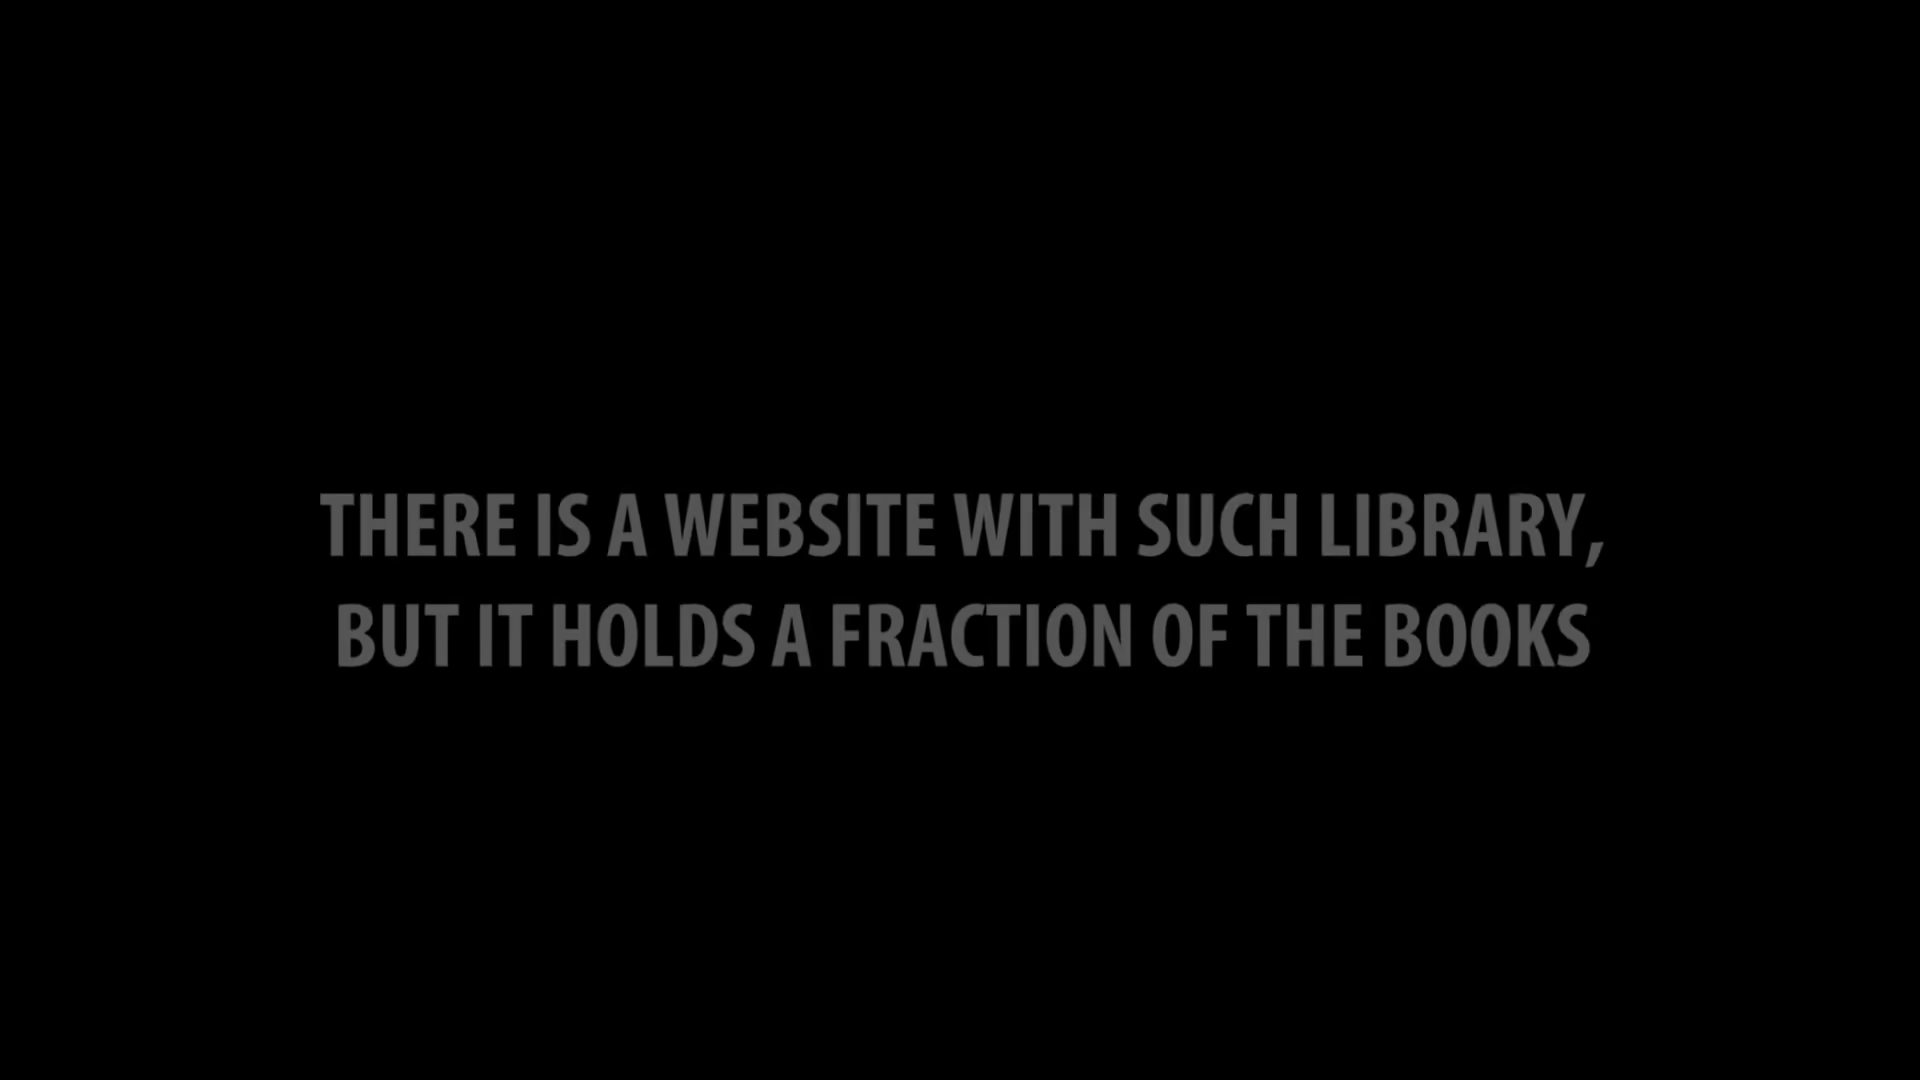 THERE IS A WEBSITE WITH SUCH LIBRARY,
BUT IT HOLDS A FRACTION OF THE BOOKS